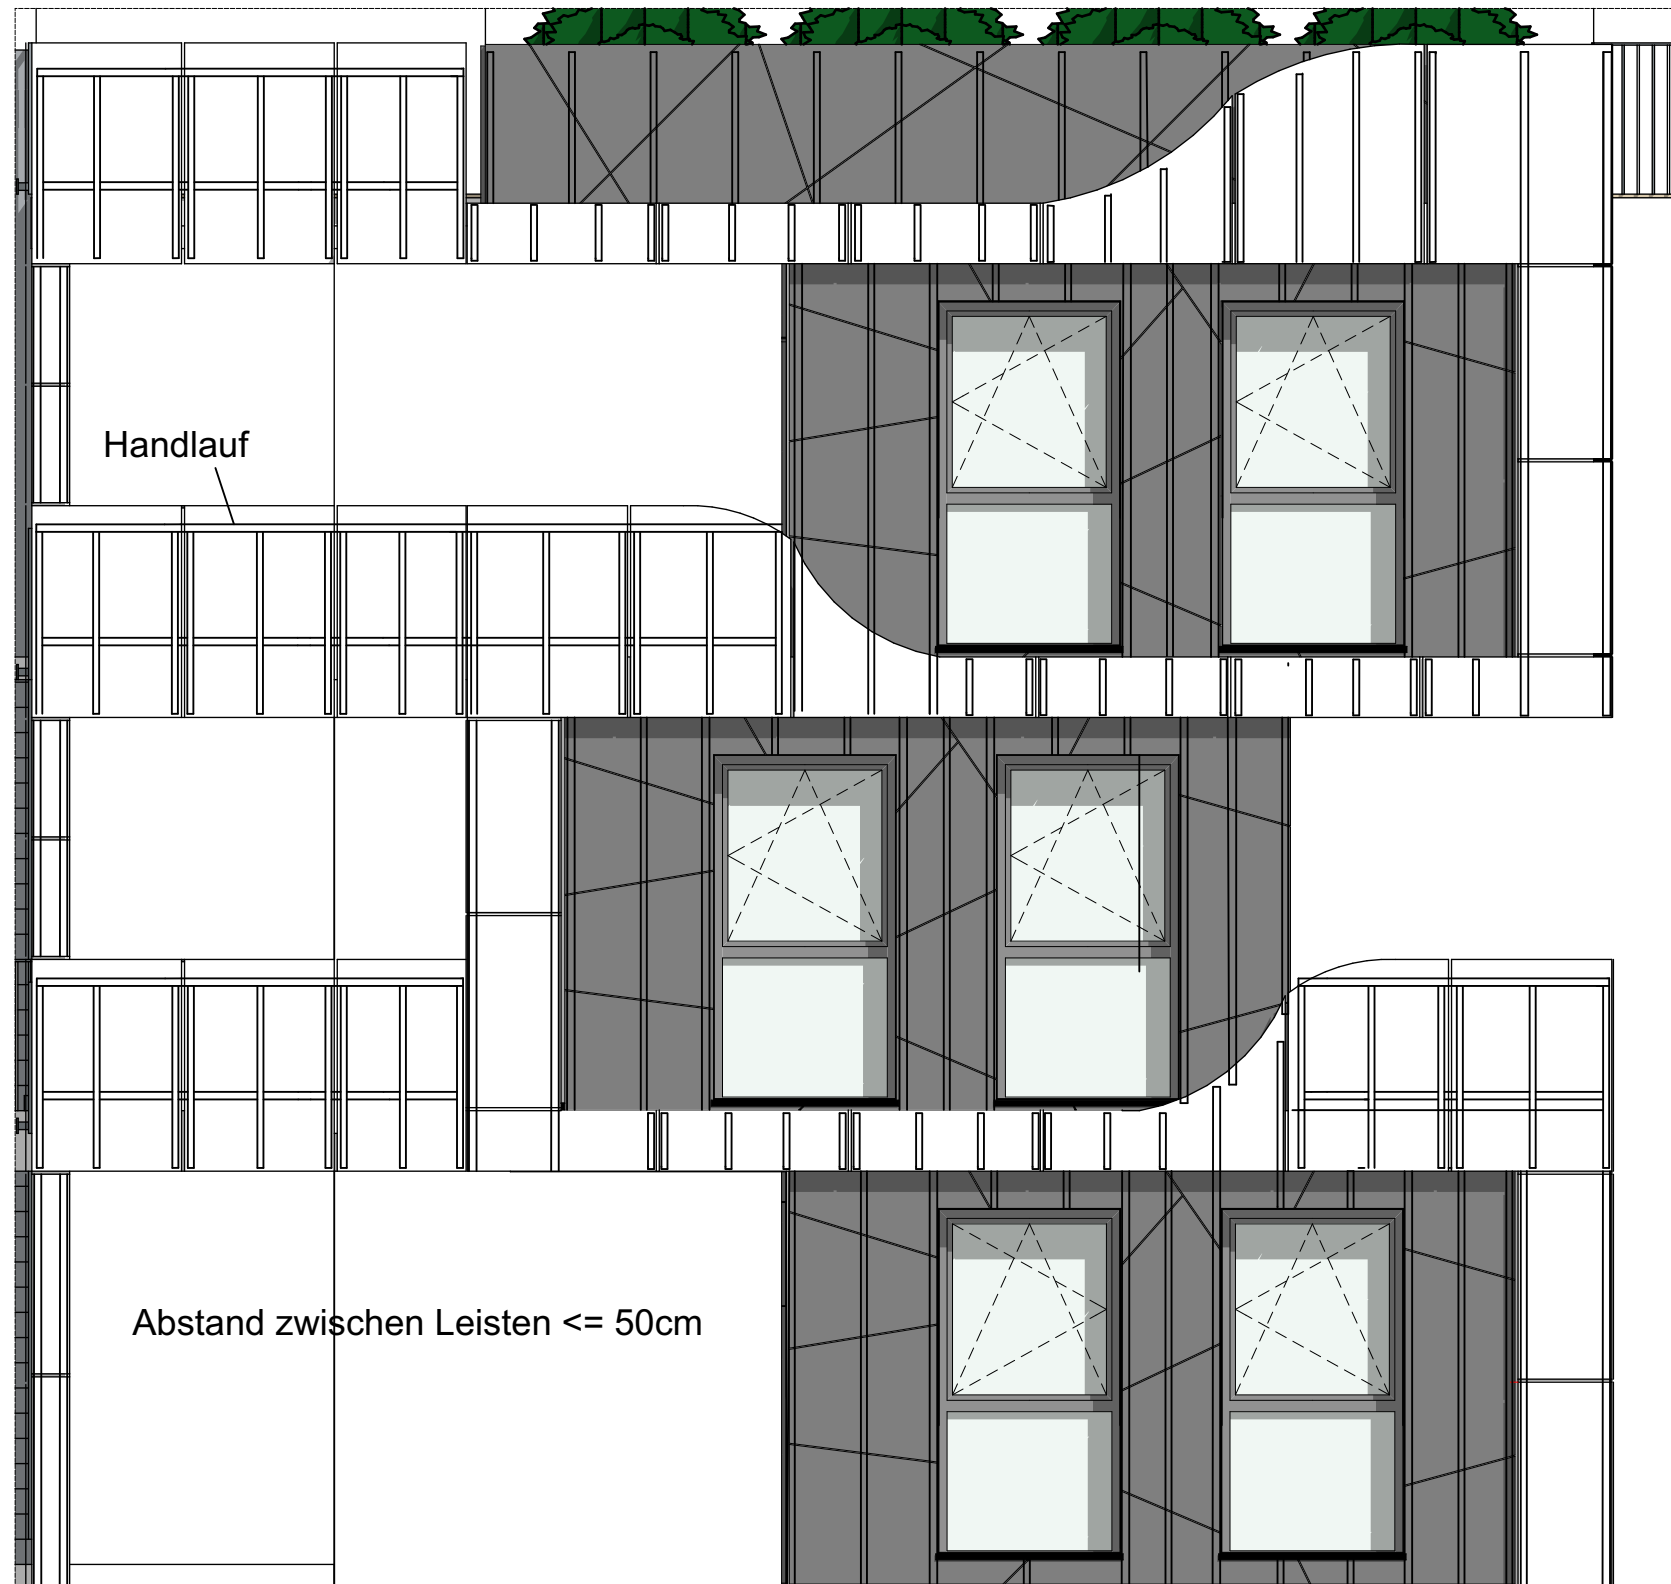 Handlauf
Abstand zwischen Leisten <= 50cm